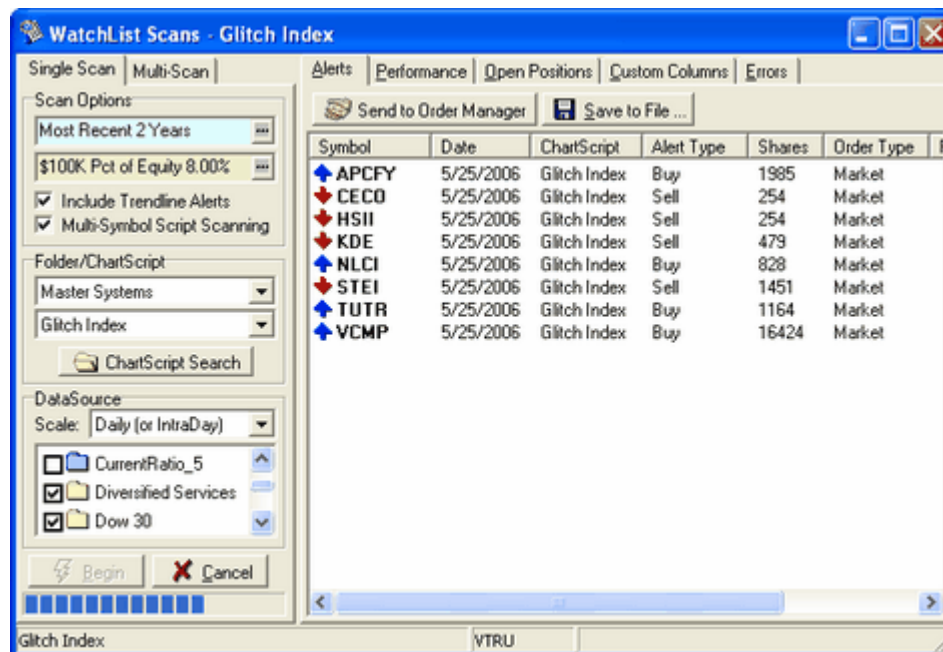 WatchList Scans - Glitch Index
Single Scan
Multi-Scan
Scan Options
Most Recent 2 Years
$100K Pct of Equity 8.00%
Include Trendline Alerts
Multi-Symbol Script Scanning
Folder/ChartScript
Master Systems
Glitch Index
ChartScript Search
DataSource
Scale: Daily (or IntraDay)
CurrentRatio_5
Diversified Services
Dow 30
Begin Cancel
Alerts Performance Open Positions Custom Columns Errors
Send to Order Manager Save to File ...
Symbol Date ChartScript Alert Type Shares Order Type
APCFY 5/25/2006 Glitch Index Buy 1985 Market
CECO 5/25/2006 Glitch Index Sell 254 Market
HSII 5/25/2006 Glitch Index Sell 254 Market
KDE 5/25/2006 Glitch Index Sell 479 Market
NLCI 5/25/2006 Glitch Index Buy 828 Market
STEI 5/25/2006 Glitch Index Sell 1451 Market
TUTR 5/25/2006 Glitch Index Buy 1164 Market
VCMP 5/25/2006 Glitch Index Buy 16424 Market
Glitch Index VTRU